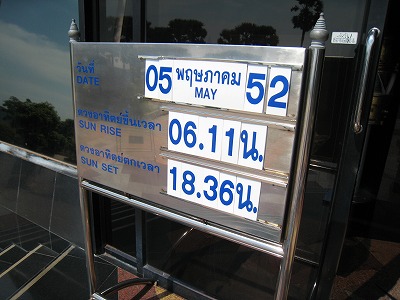 วันที่
DATE
05 พฤษภาคม 52
MAY
ดวงอาทิตย์ขึ้นเวลา
SUN RISE
06.11น.
ดวงอาทิตย์ตกเวลา
SUN SET
18.36น.